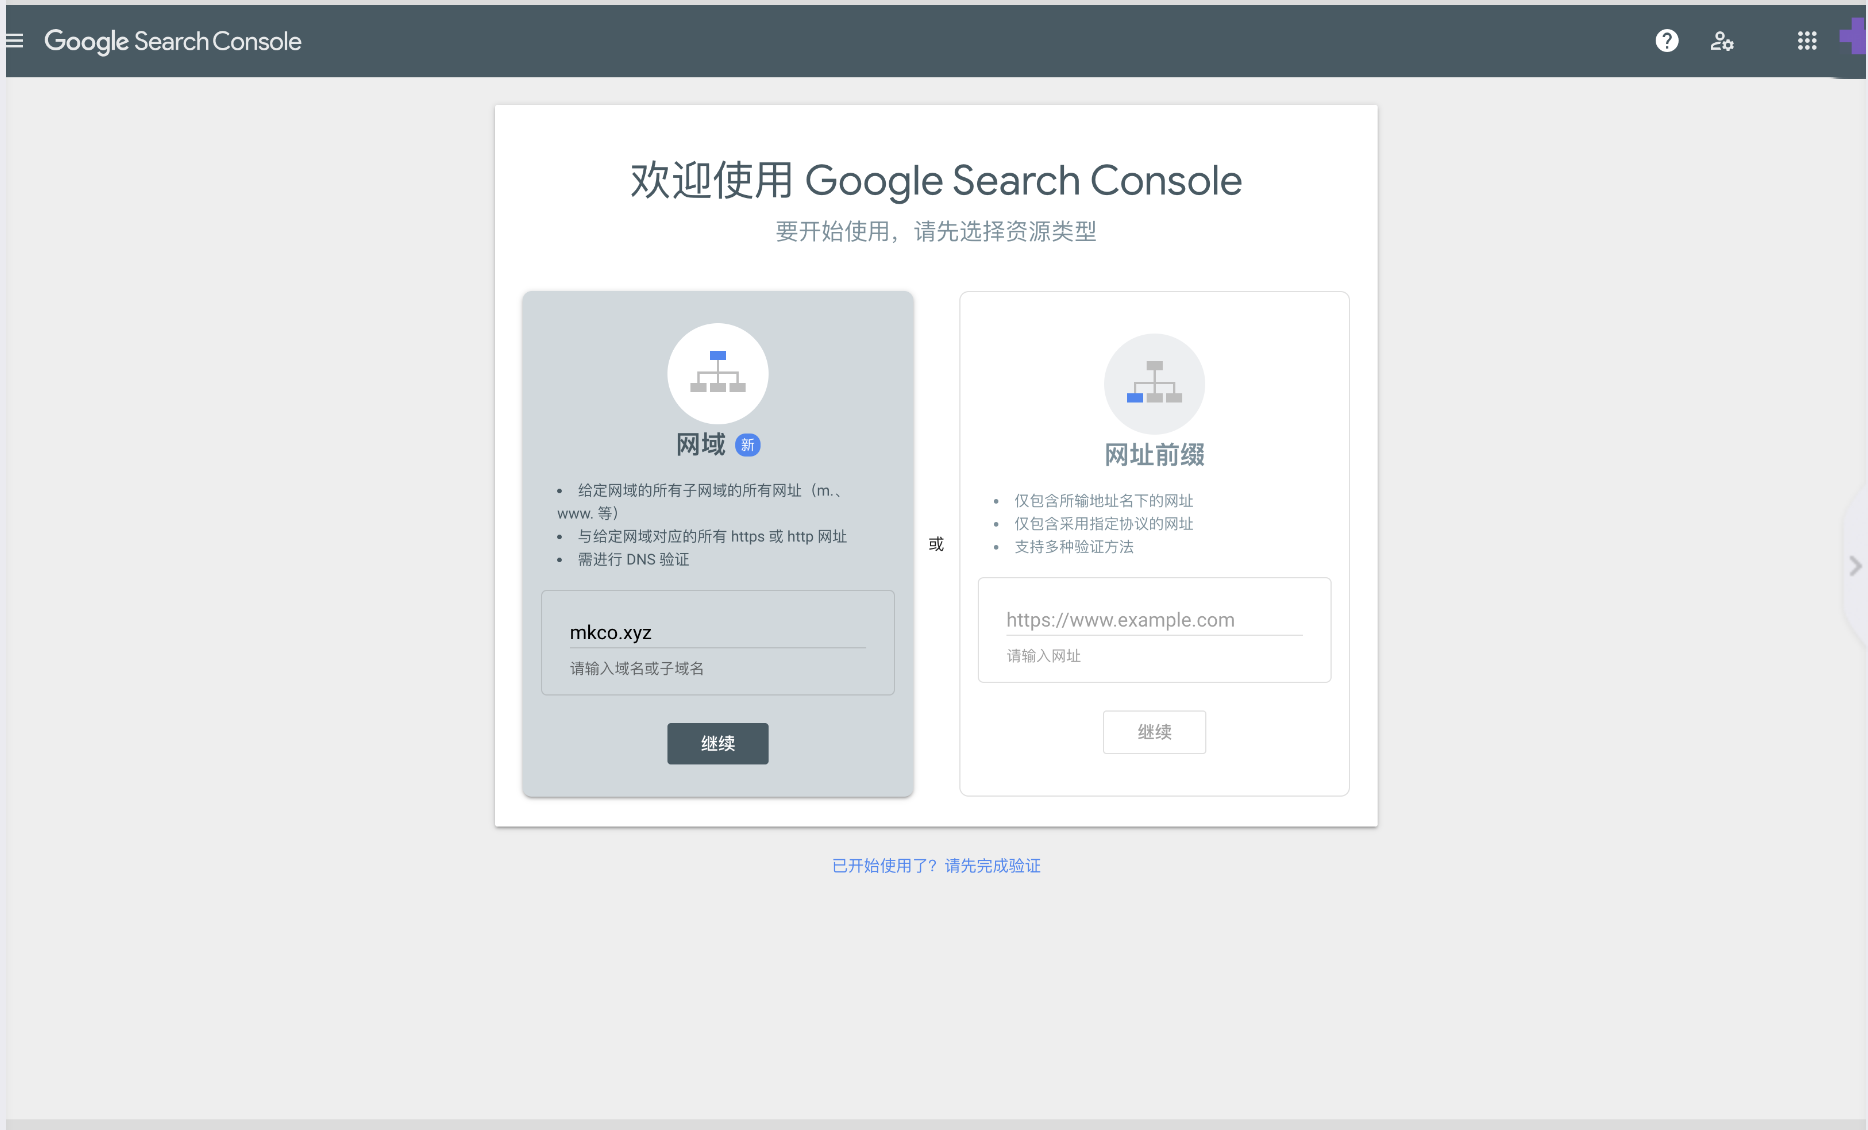 Google Search Console
欢迎使用 Google Search Console
要开始使用，请先选择资源类型
网域 新
• 给定网域的所有子网域的所有网址（m.、
www. 等）
• 与给定网域对应的所有 https 或 http 网址
• 需进行 DNS 验证
mkco.xyz
请输入域名或子域名
继续
或
网址前缀
• 仅包含所输地址名下的网址
• 仅包含采用指定协议的网址
• 支持多种验证方法
https://www.example.com
请输入网址
继续
已开始使用了？请先完成验证